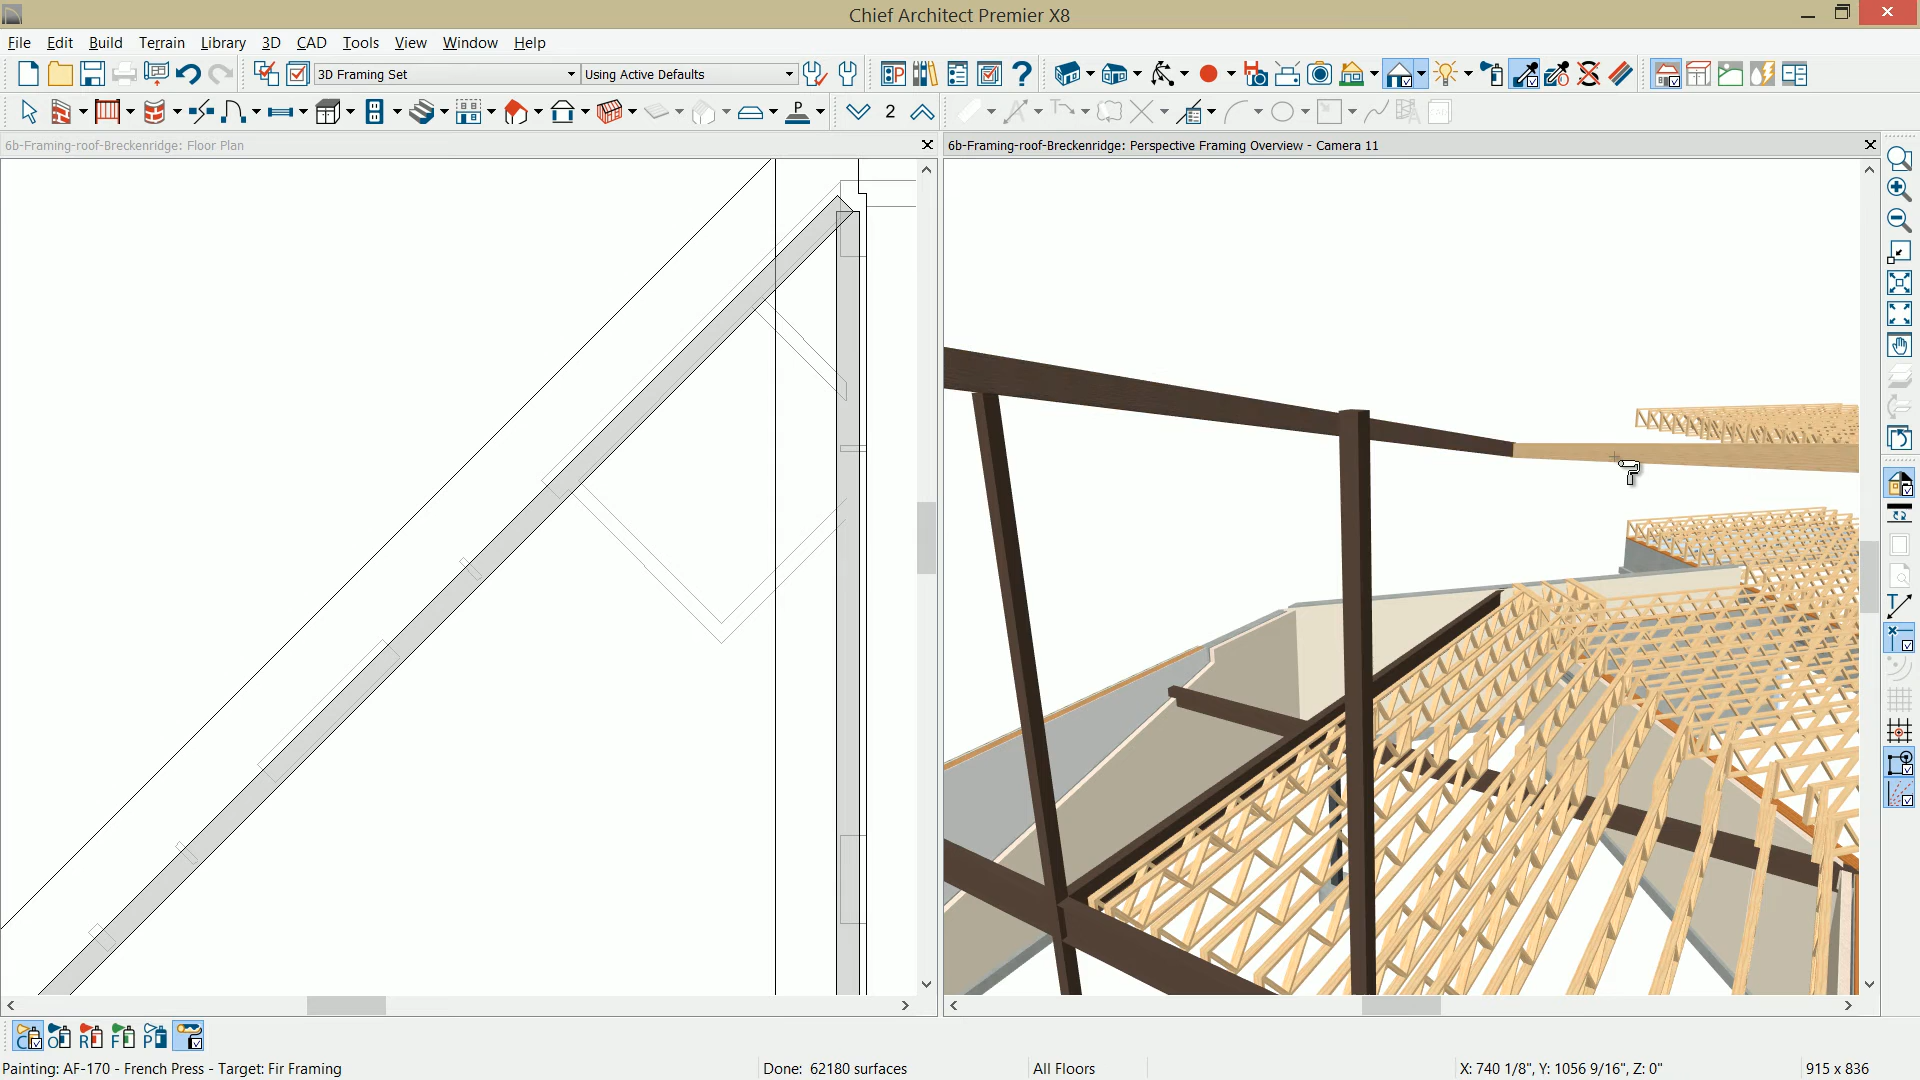 Chief Architect Premier X8
File Edit Build Terrain Library 3D CAD Tools View Window Help
3D Framing Set
Using Active Defaults
2
6b-Framing-roof-Breckenridge: Floor Plan
6b-Framing-roof-Breckenridge: Perspective Framing Overview - Camera 11
Painting: AF-170 - French Press - Target: Fir Framing
Done: 62180 surfaces
All Floors
X: 740 1/8", Y: 1056 9/16", Z: 0"
915 x 836